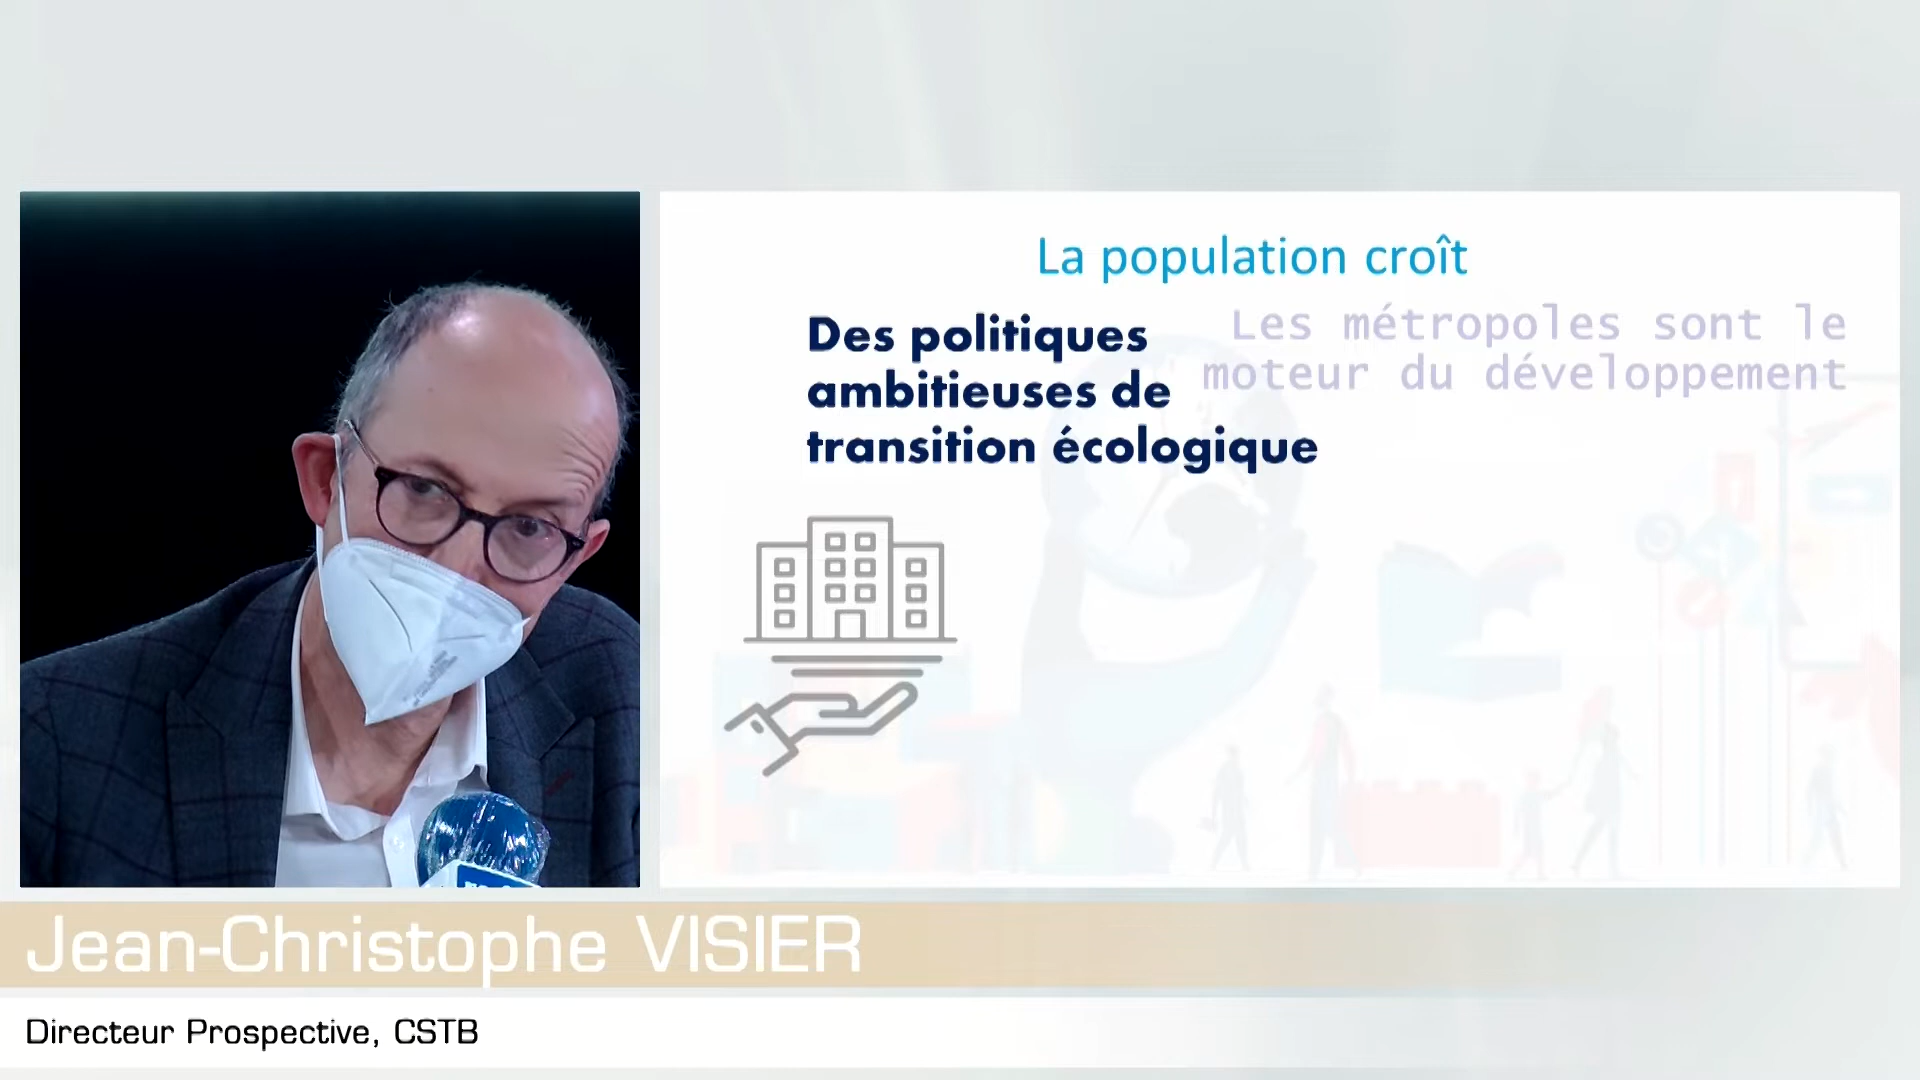 La population croît
Les métropoles sont le
moteur du développement
Des politiques
ambitieuses de
transition écologique
Jean-Christophe VISIER
Directeur Prospective, CSTB